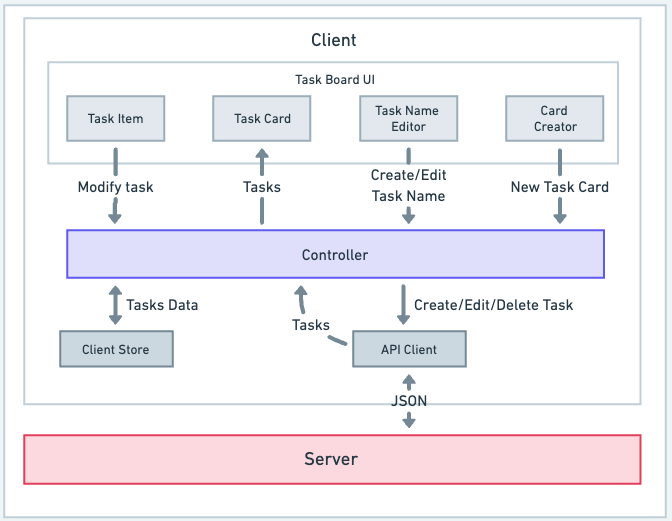 Client
Task Board UI
Task Item
Task Card
Task Name
Editor
Card
Creator
Modify task
Tasks
Create/Edit
Task Name
New Task Card
Controller
Tasks Data
Tasks
Create/Edit/Delete Task
Client Store
API Client
JSON
Server